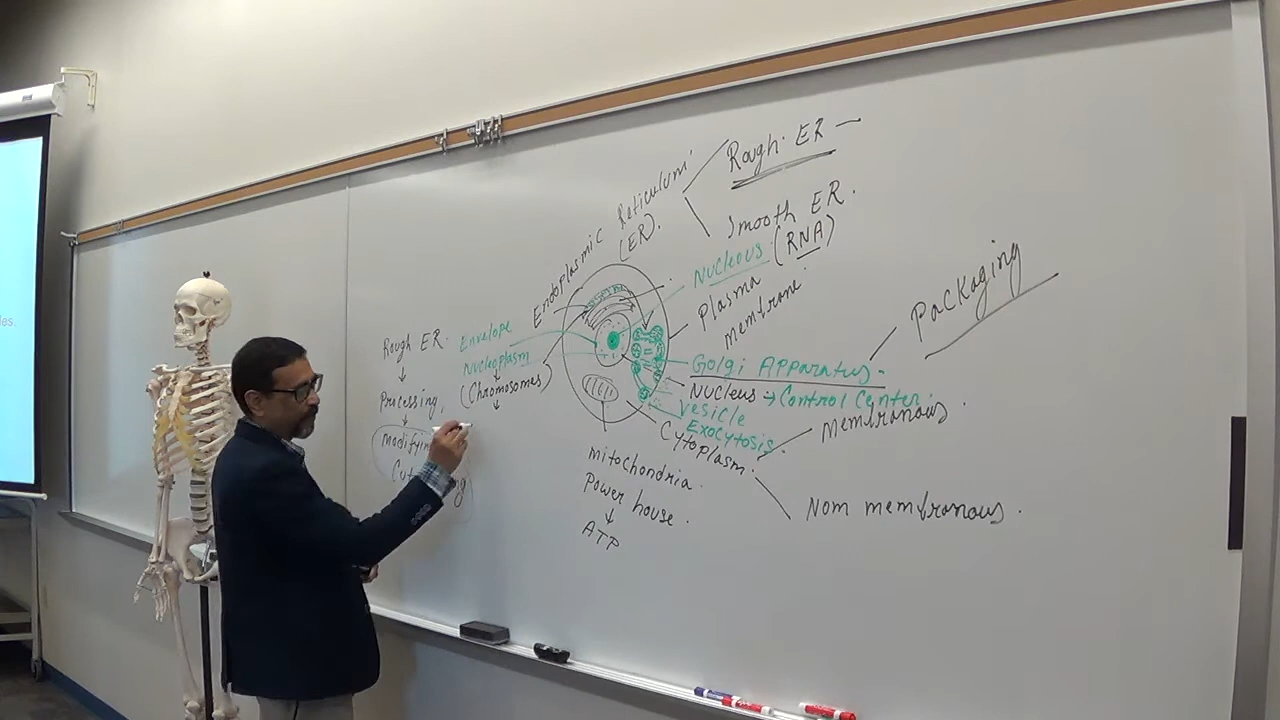 Rough ER
Smooth ER.
Endoplasmic Reticulum
(ER).
Nucleus (RNA)
Plasma
membrane
Packaging
Rough ER.
Processing
Envelope
Nucleoplasm
(Chromosomes)
Golgi Apparatus
Nucleus → Control Center
Vesicle
Exocytosis
Cytoplasm.
Membranous.
Non membranous.
mitochondria.
Power house.
ATP
les.